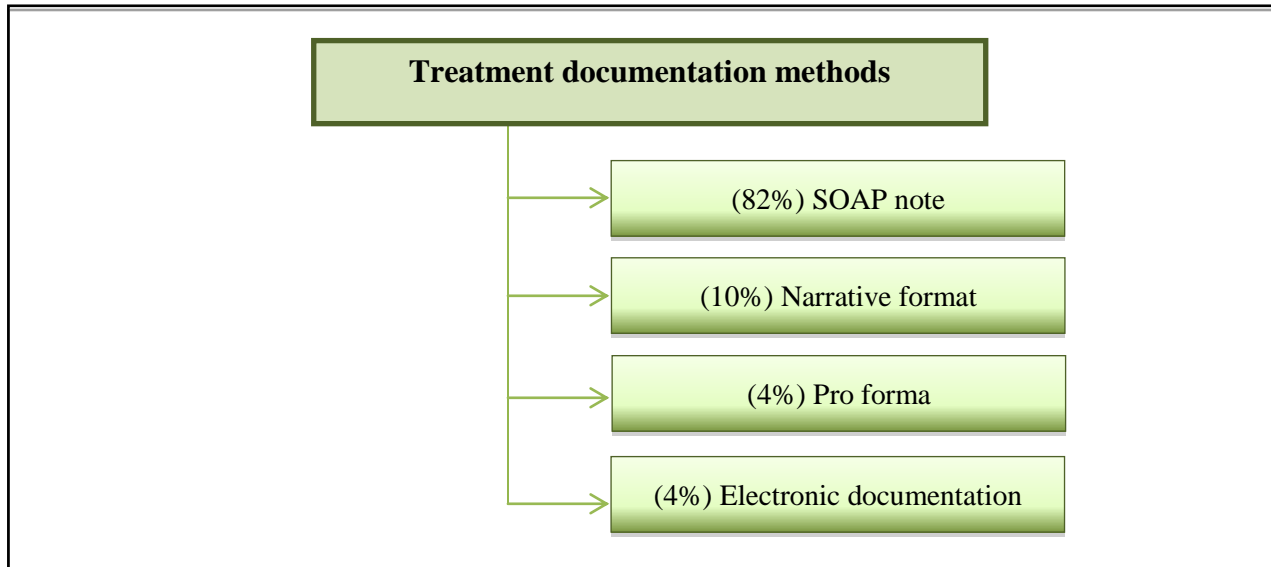 Treatment documentation methods
(82%) SOAP note
(10%) Narrative format
(4%) Pro forma
(4%) Electronic documentation